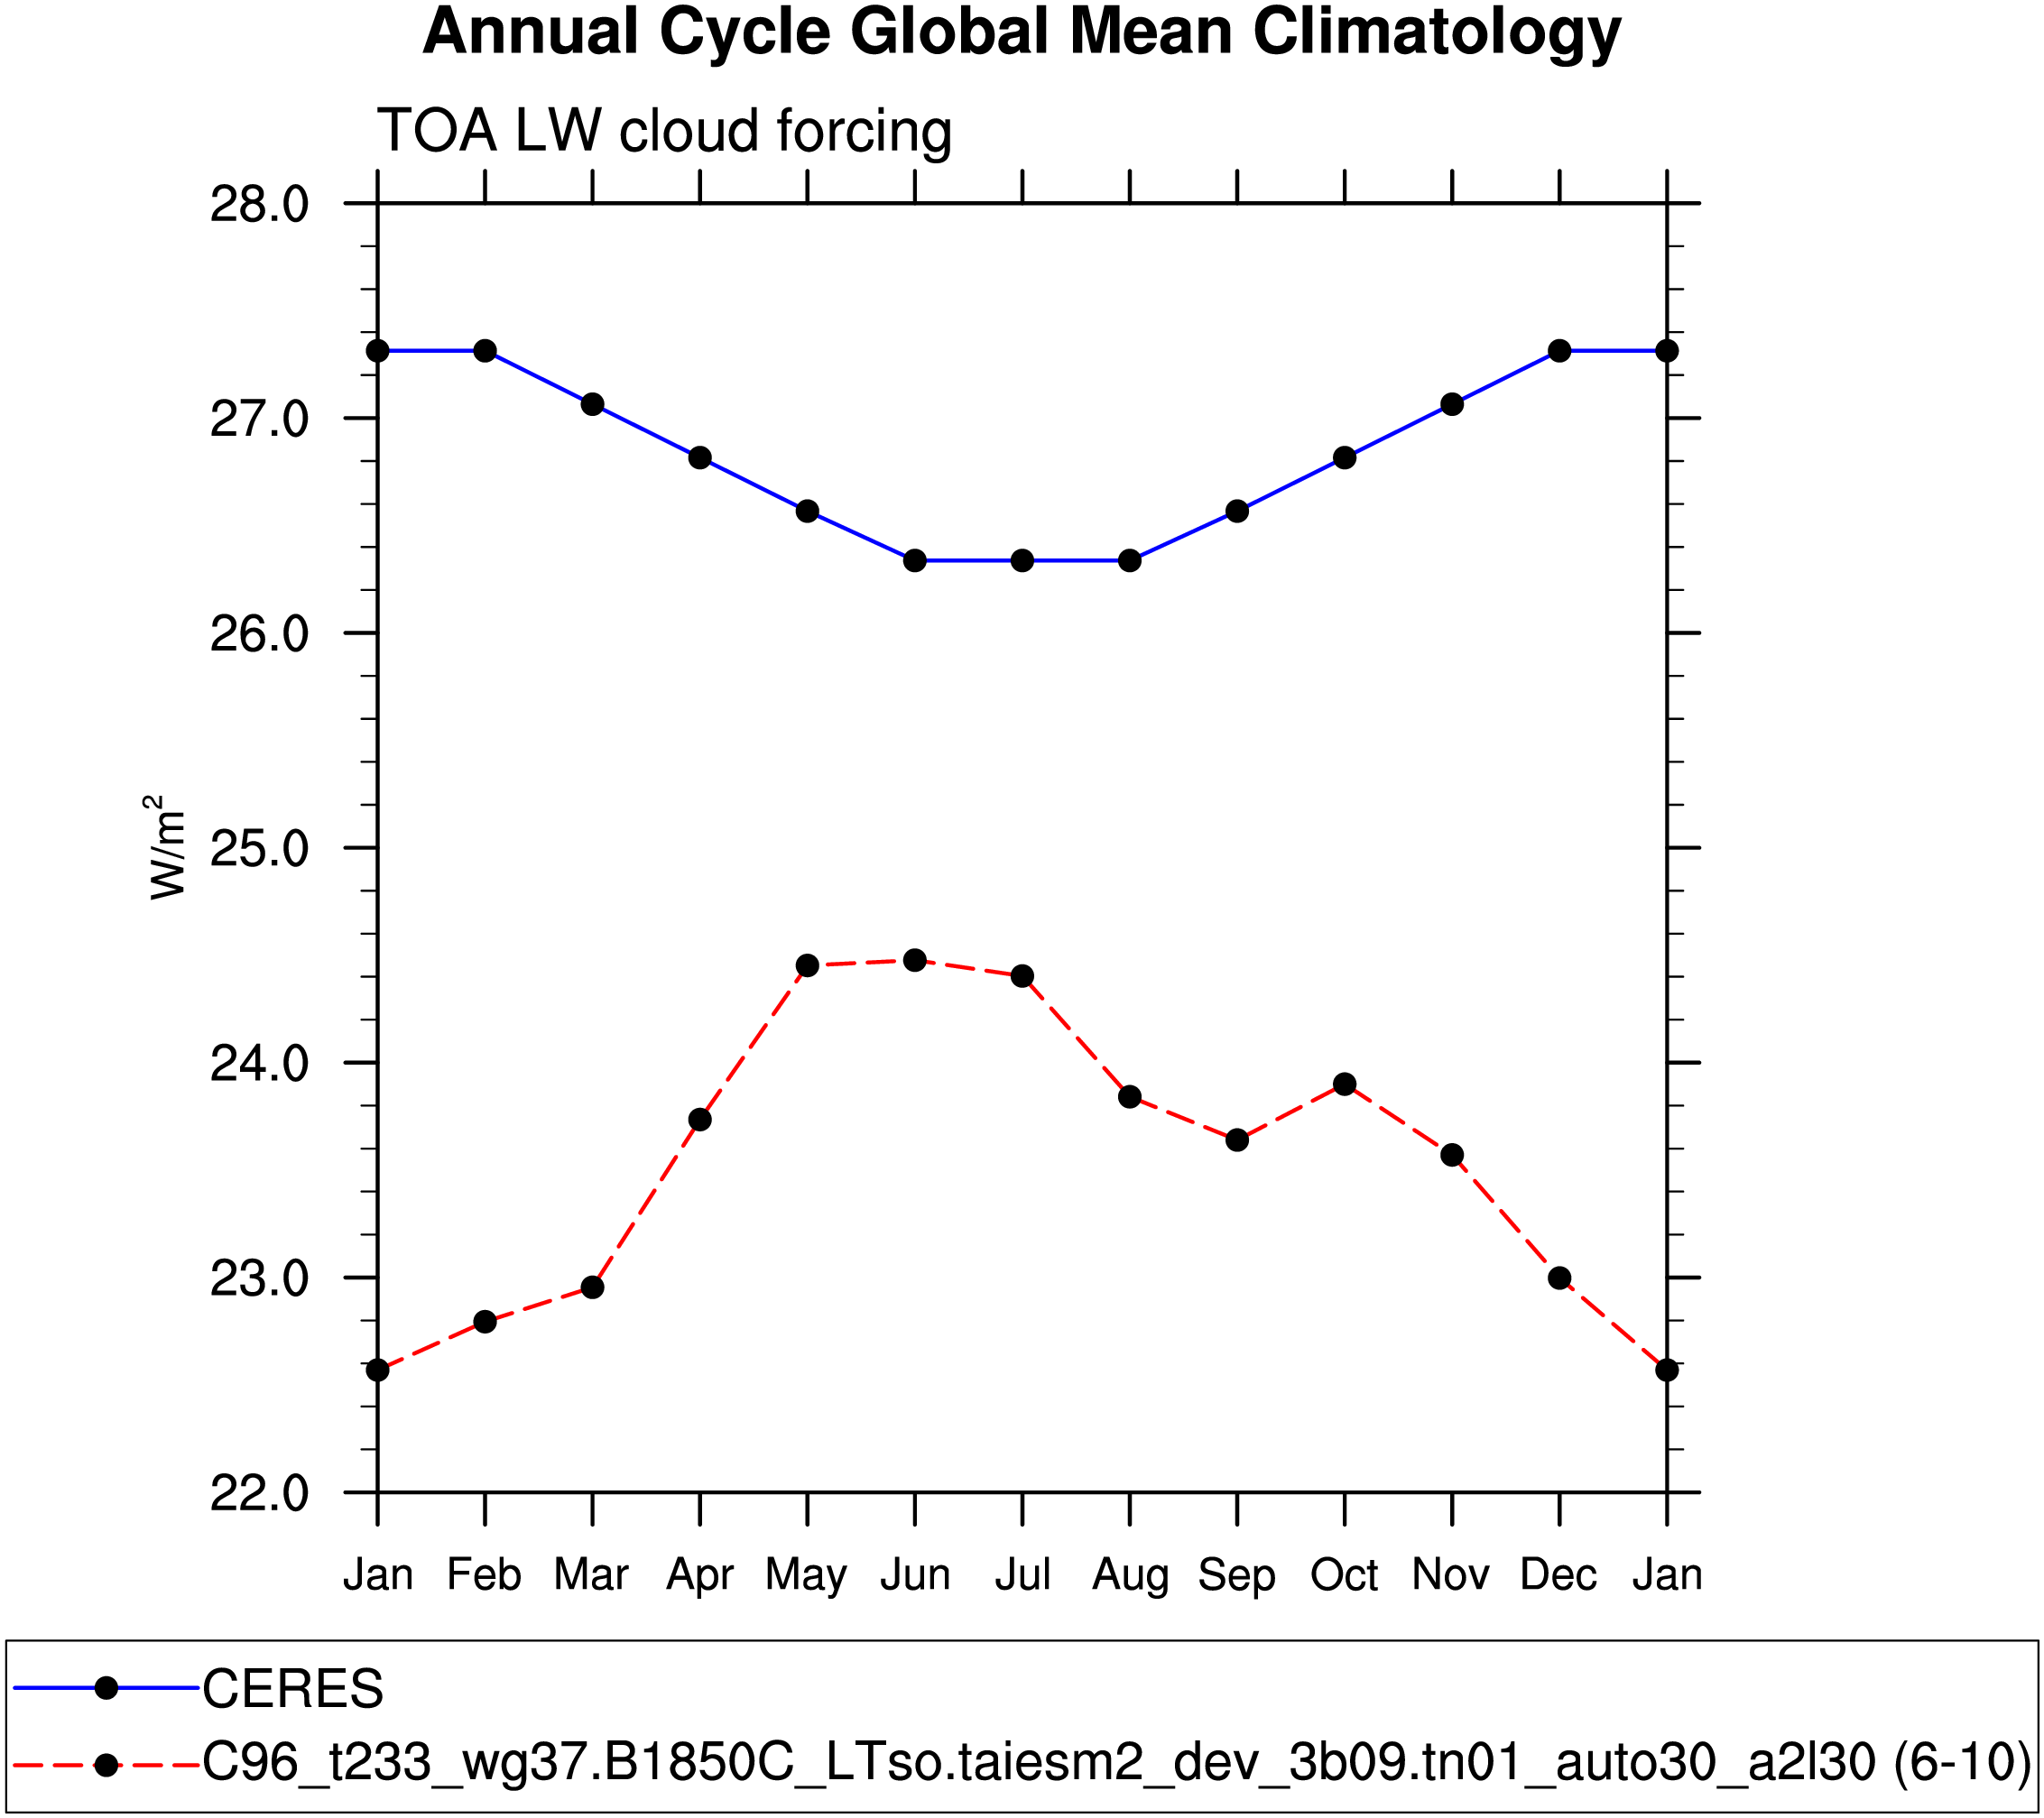 Annual Cycle Global Mean Climatology
TOA LW cloud forcing
28.0
27.0
26.0
25.0
24.0
23.0
22.0
W/m²
Jan Feb Mar Apr May Jun Jul Aug Sep Oct Nov Dec Jan
CERES
C96_t233_wg37.B1850C_LTso.taiesm2_dev_3b09.tn01_auto30_a2l30 (6-10)